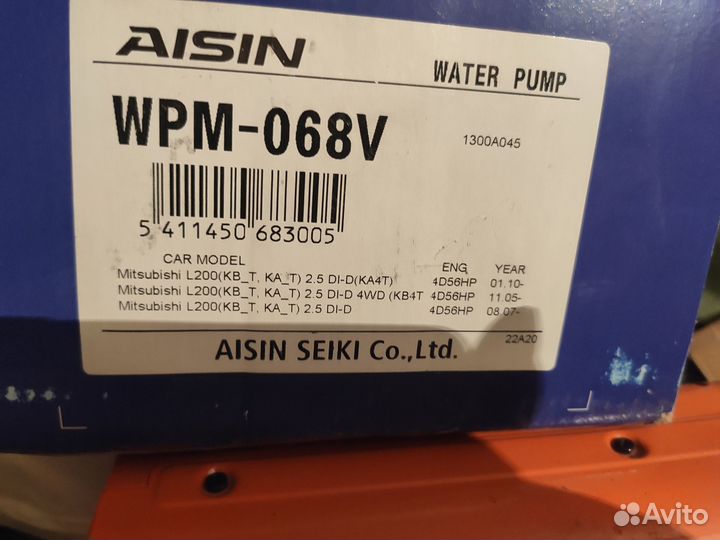 AISIN
WATER PUMP
WPM-068V
1300A045
5 411450 683005
CAR MODEL ENG YEAR
Mitsubishi L200(KB_T, KA_T) 2.5 DI-D(KA4T) 4D56HP 01.10-
Mitsubishi L200(KB_T, KA_T) 2.5 DI-D 4WD (KB4T 4D56HP 11.05-
Mitsubishi L200(KB_T, KA_T) 2.5 DI-D 4D56HP 08.07-
22A20
AISIN SEIKI Co.,Ltd.
Avito